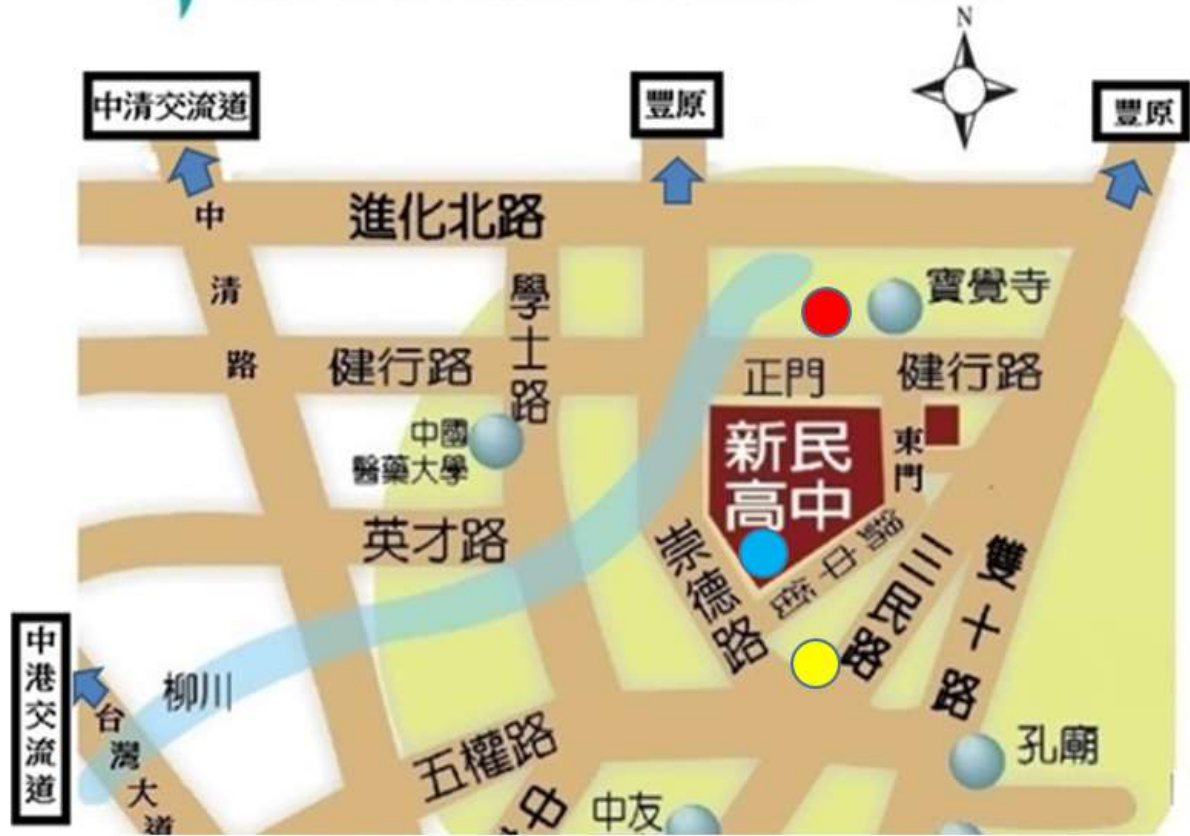 N
中清交流道
豐原
豐原
進化北路
中清路
學士路
寶覺寺
健行路
正門
健行路
中國
醫藥大學
新民
高中
東門
英才路
崇德路
三民路
雙十路
中港交流道
柳川
台灣大道
五權路
孔廟
中
中友